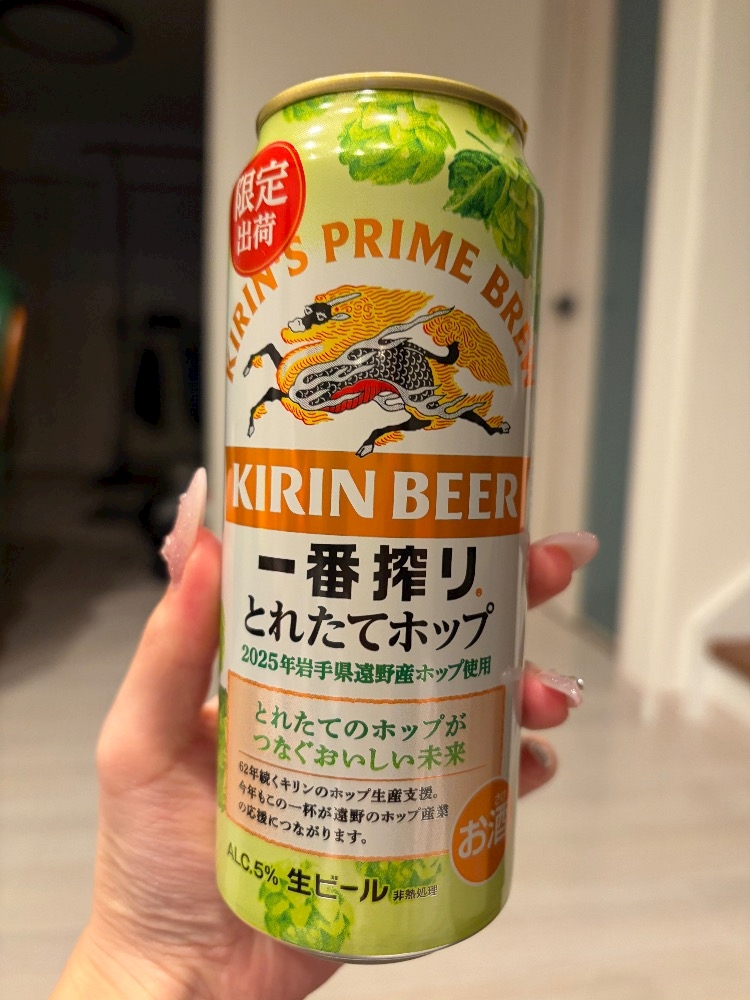 限定
出荷
KIRIN'S PRIME BREW
KIRIN BEER
一番搾り®
とれたてホップ
2025年岩手県遠野産ホップ使用
とれたてのホップが
つなぐおいしい未来
62年続くキリンのホップ生産支援。
今年もこの一杯が遠野のホップ産業
の応援につながります。
お酒
ALC.5% 生ビール 非熱処理